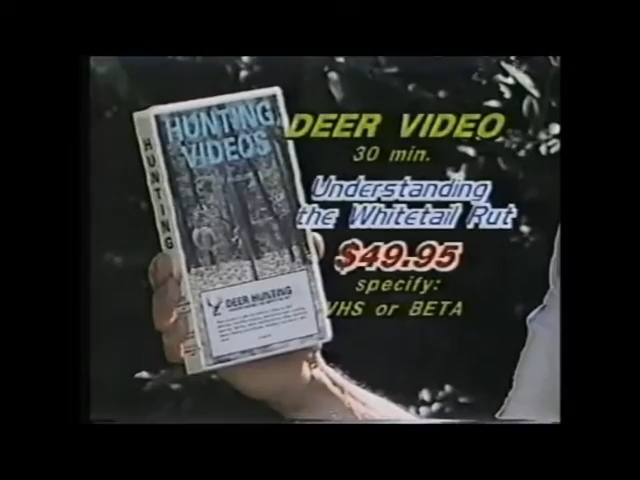 HUNTING
VIDEOS
HUNTING
DEER HUNTING
DEER VIDEO
30 min.
Understanding
the Whitetail Rut
$49.95
specify:
VHS or BETA